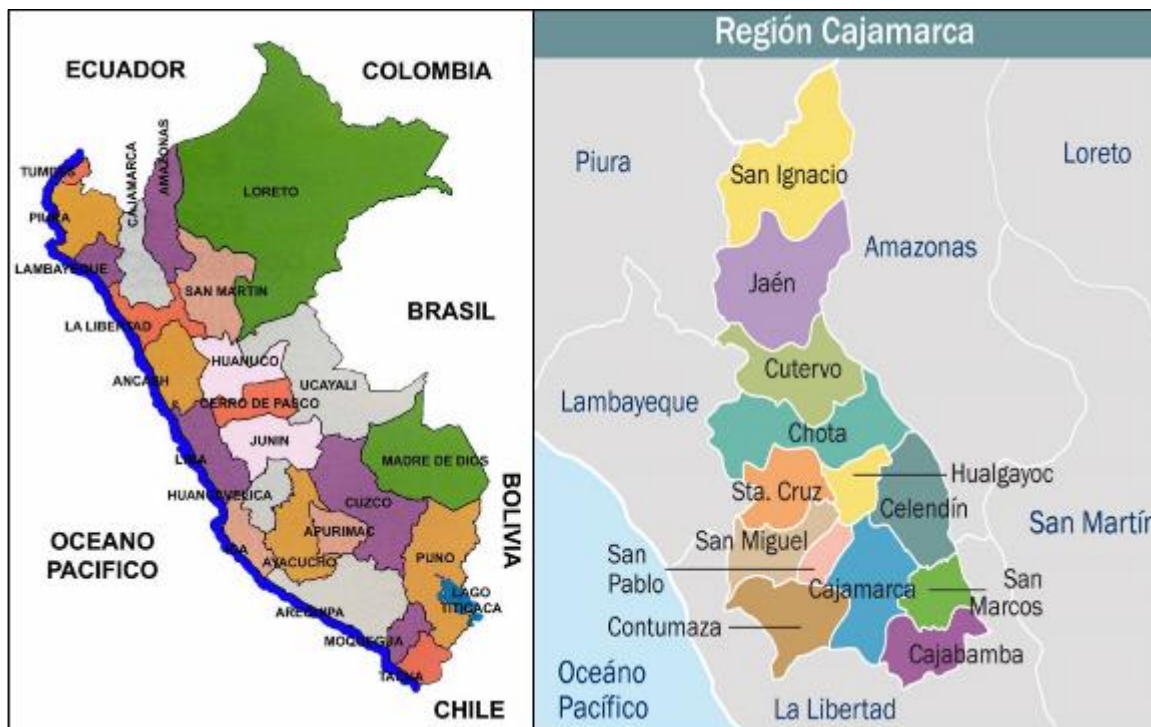 ECUADOR
COLOMBIA
TUMBES
PIURA
CAJAMARCA
AMAZONAS
LORETO
LAMBAYEQUE
SAN MARTIN
LA LIBERTAD
BRASIL
HUANUCO
ANCASH
UCAYALI
CERRO DE PASCO
JUNIN
LIMA
MADRE DE DIOS
HUANCAVELICA
CUZCO
BOLIVIA
OCEANO
PACIFICO
ICA
APURIMAC
AYACUCHO
PUNO
LAGO
TITICACA
AREQUIPA
MOQUEGUA
TACNA
CHILE
Región Cajamarca
Piura
San Ignacio
Loreto
Amazonas
Jaén
Cutervo
Lambayeque
Chota
Hualgayoc
Sta. Cruz
Celendín
San Martín
San Miguel
San
Pablo
Cajamarca
San
Marcos
Contumaza
Cajabamba
Oceáno
Pacífico
La Libertad